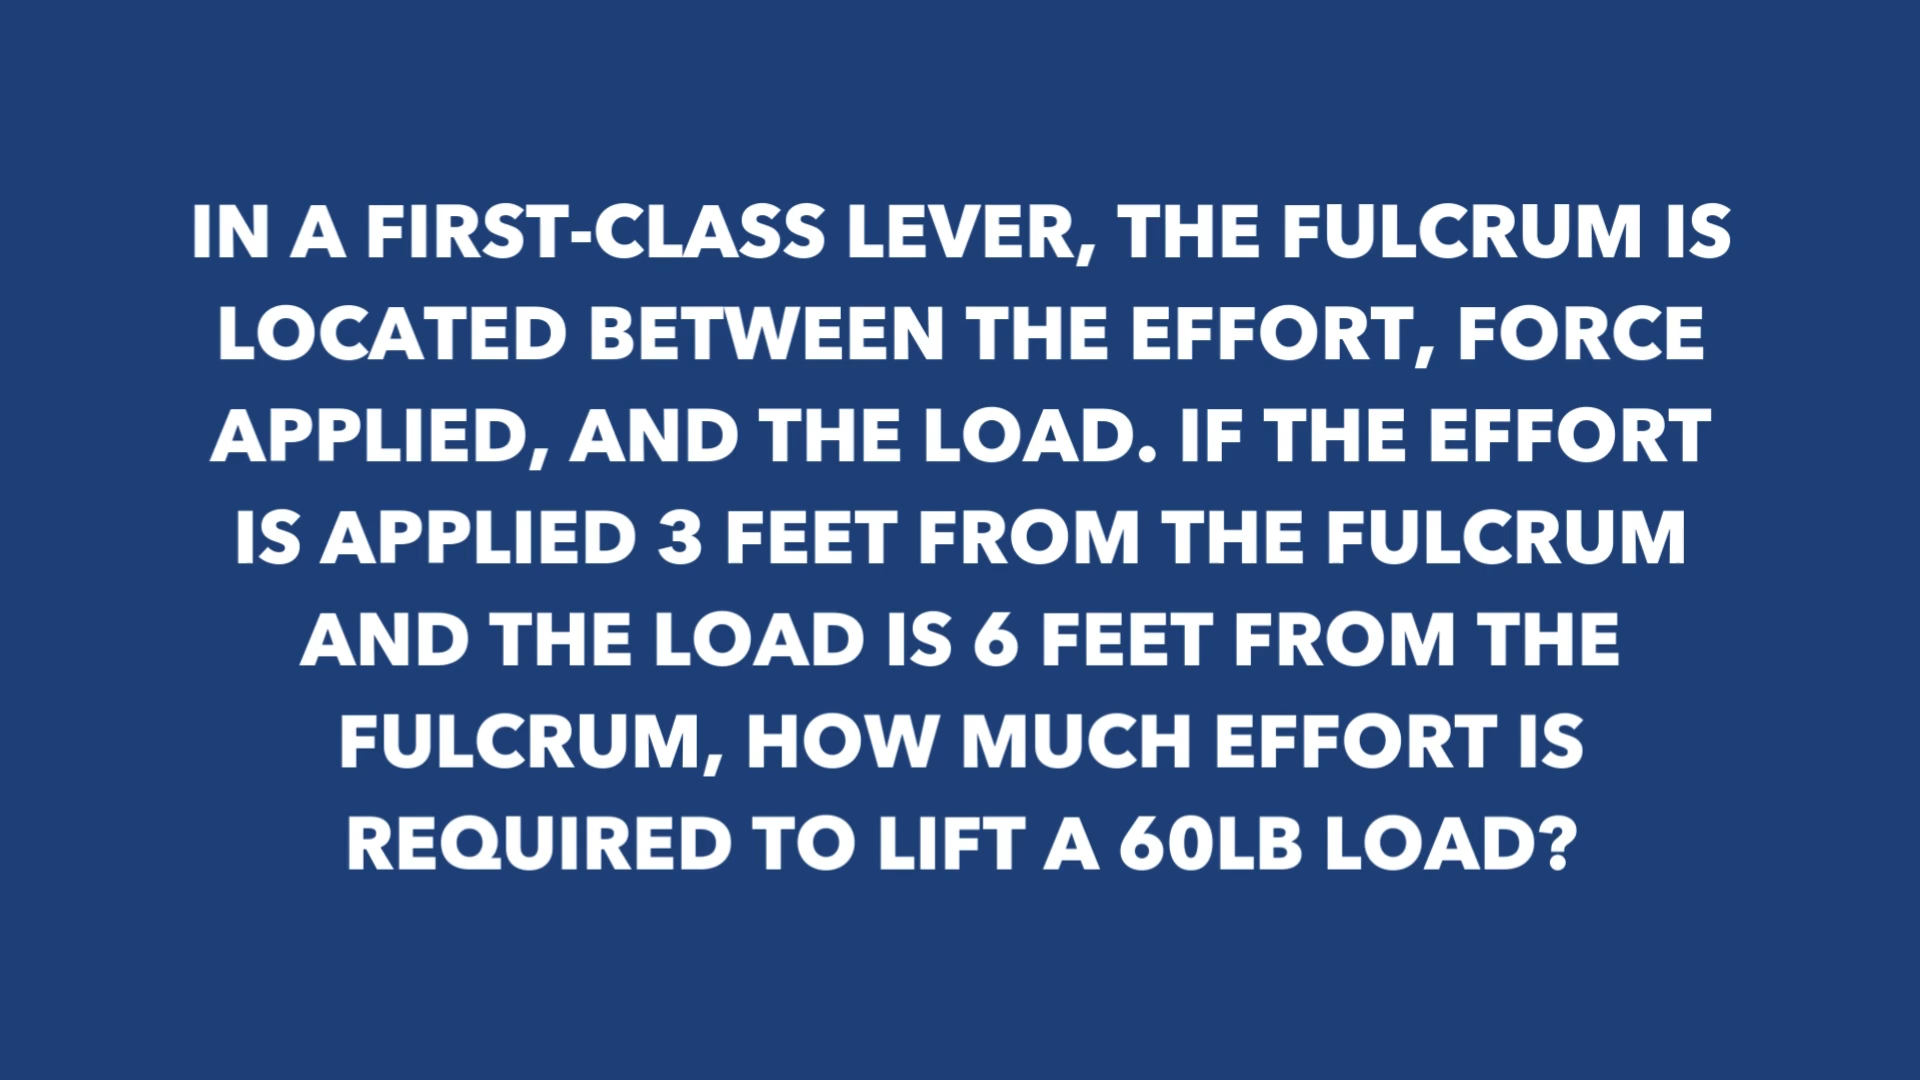 IN A FIRST-CLASS LEVER, THE FULCRUM IS
LOCATED BETWEEN THE EFFORT, FORCE
APPLIED, AND THE LOAD. IF THE EFFORT
IS APPLIED 3 FEET FROM THE FULCRUM
AND THE LOAD IS 6 FEET FROM THE
FULCRUM, HOW MUCH EFFORT IS
REQUIRED TO LIFT A 60LB LOAD?